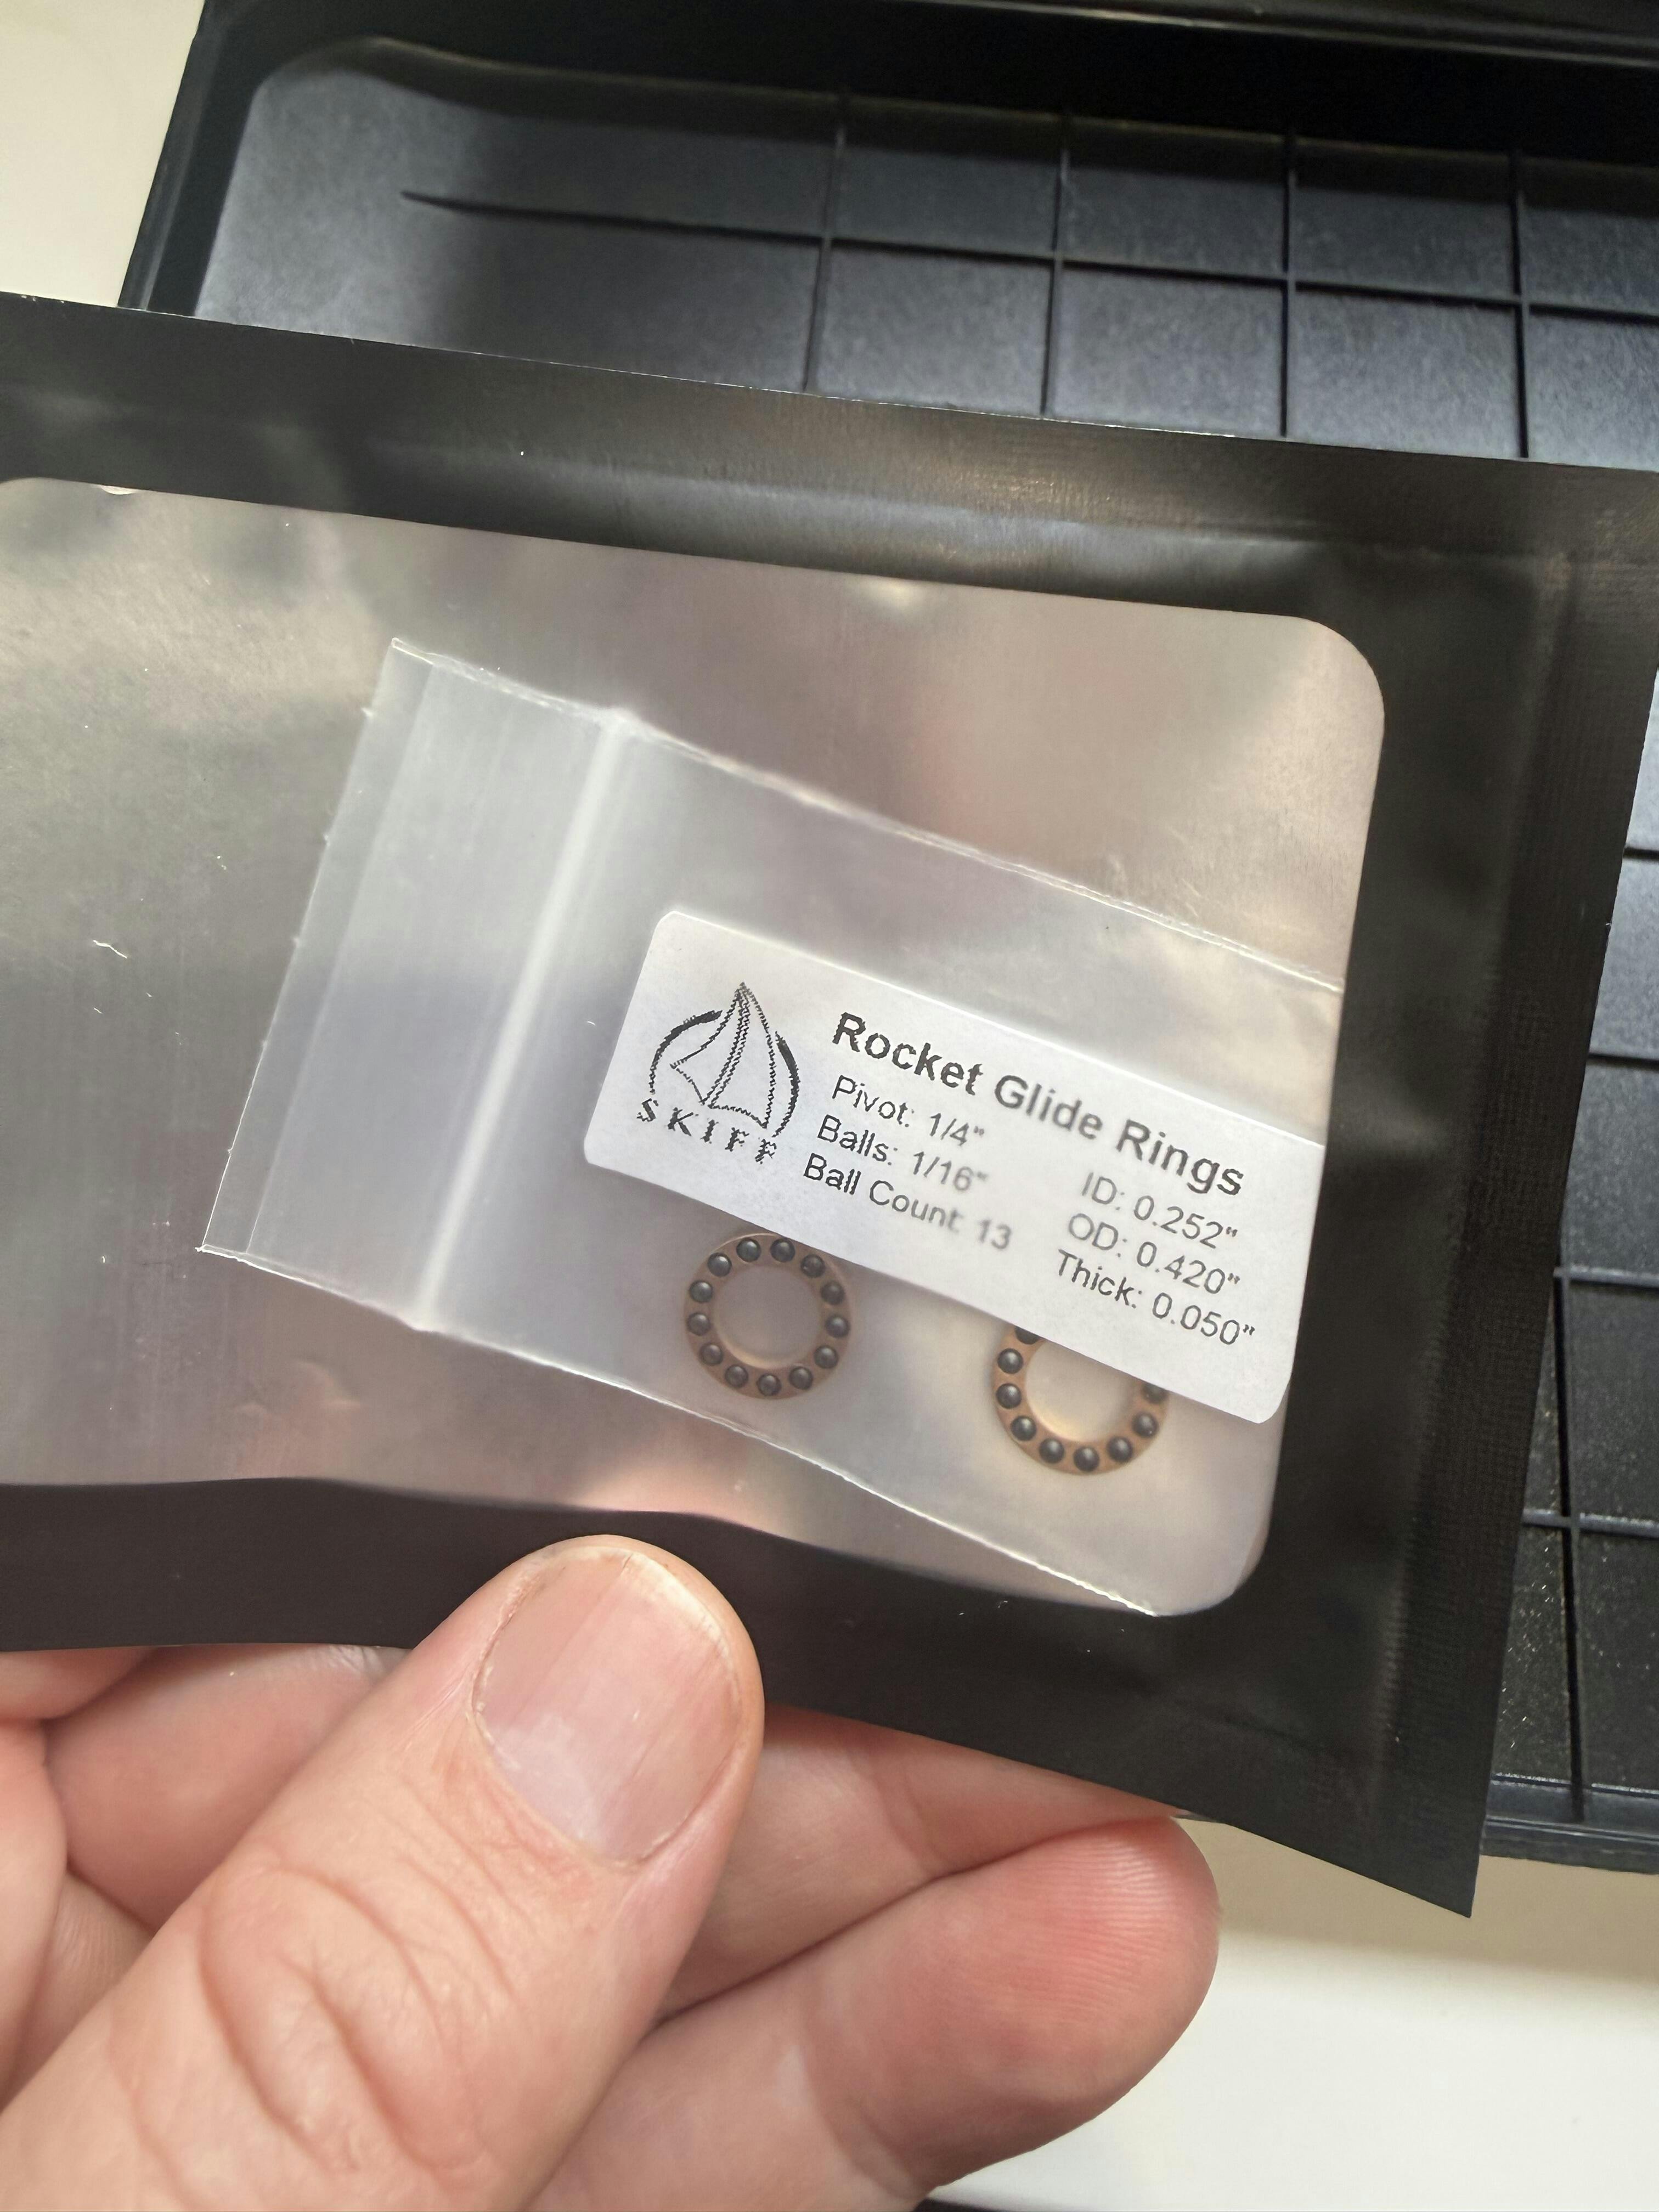 SKIFF
Rocket Glide Rings
Pivot: 1/4"
Balls: 1/16"
Ball Count: 13
ID: 0.252"
OD: 0.420"
Thick: 0.050"